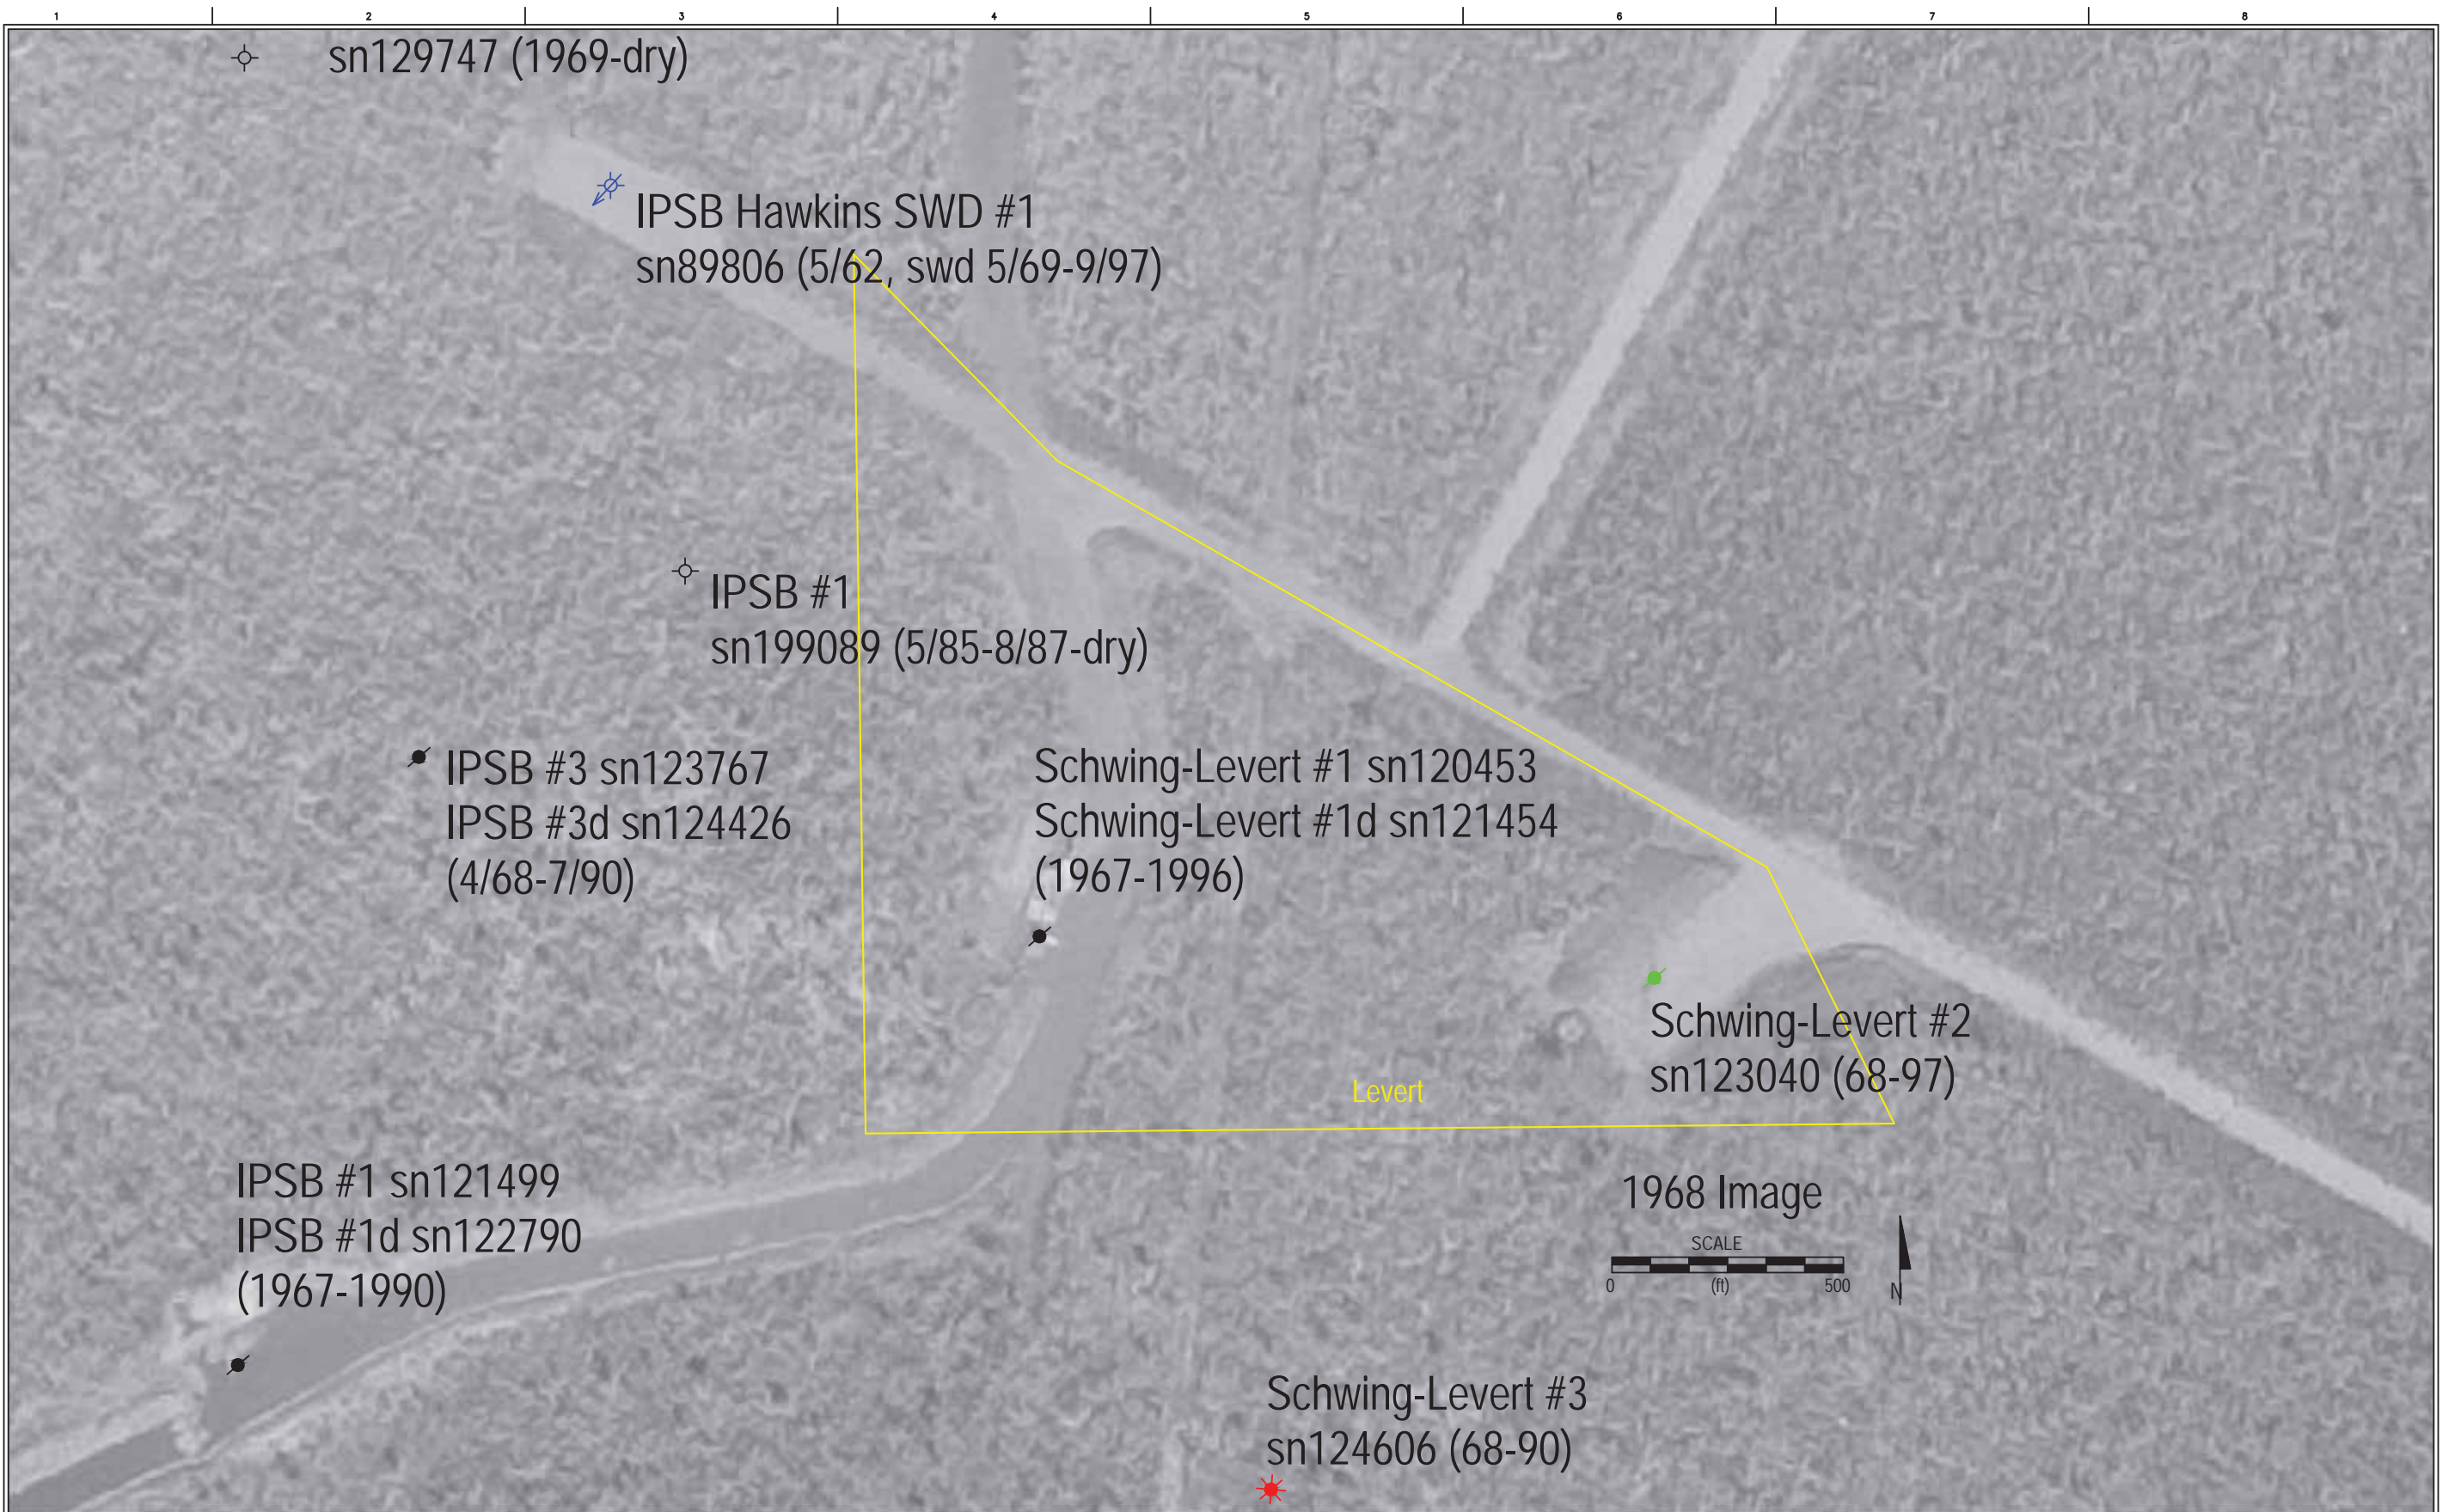 1 2 3 4 5 6 7 8
sn129747 (1969-dry)
IPSB Hawkins SWD #1
sn89806 (5/62, swd 5/69-9/97)
IPSB #1
sn199089 (5/85-8/87-dry)
IPSB #3 sn123767
IPSB #3d sn124426
(4/68-7/90)
Schwing-Levert #1 sn120453
Schwing-Levert #1d sn121454
(1967-1996)
Schwing-Levert #2
sn123040 (68-97)
Levert
IPSB #1 sn121499
IPSB #1d sn122790
(1967-1990)
1968 Image
SCALE
0 (ft) 500
N
Schwing-Levert #3
sn124606 (68-90)